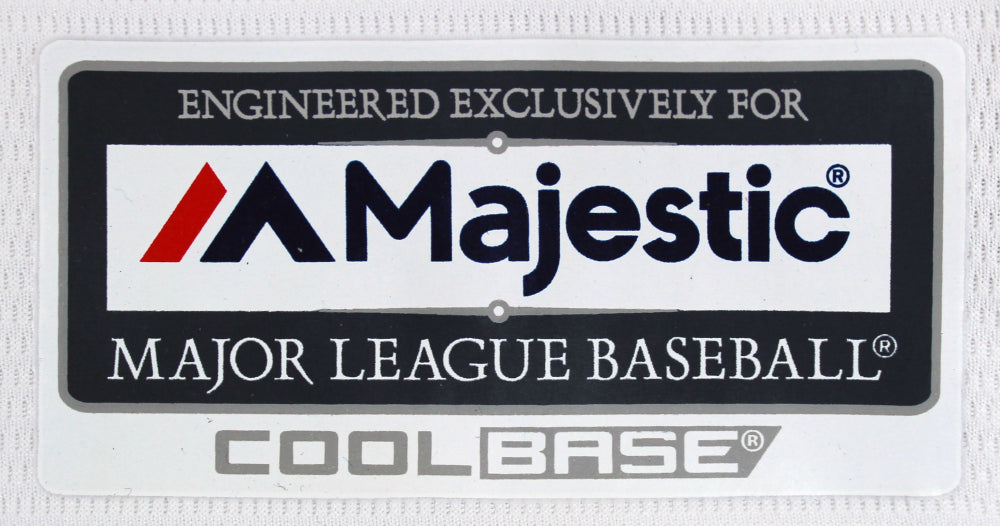 ENGINEERED EXCLUSIVELY FOR
Majestic®
MAJOR LEAGUE BASEBALL®
COOLBASE®